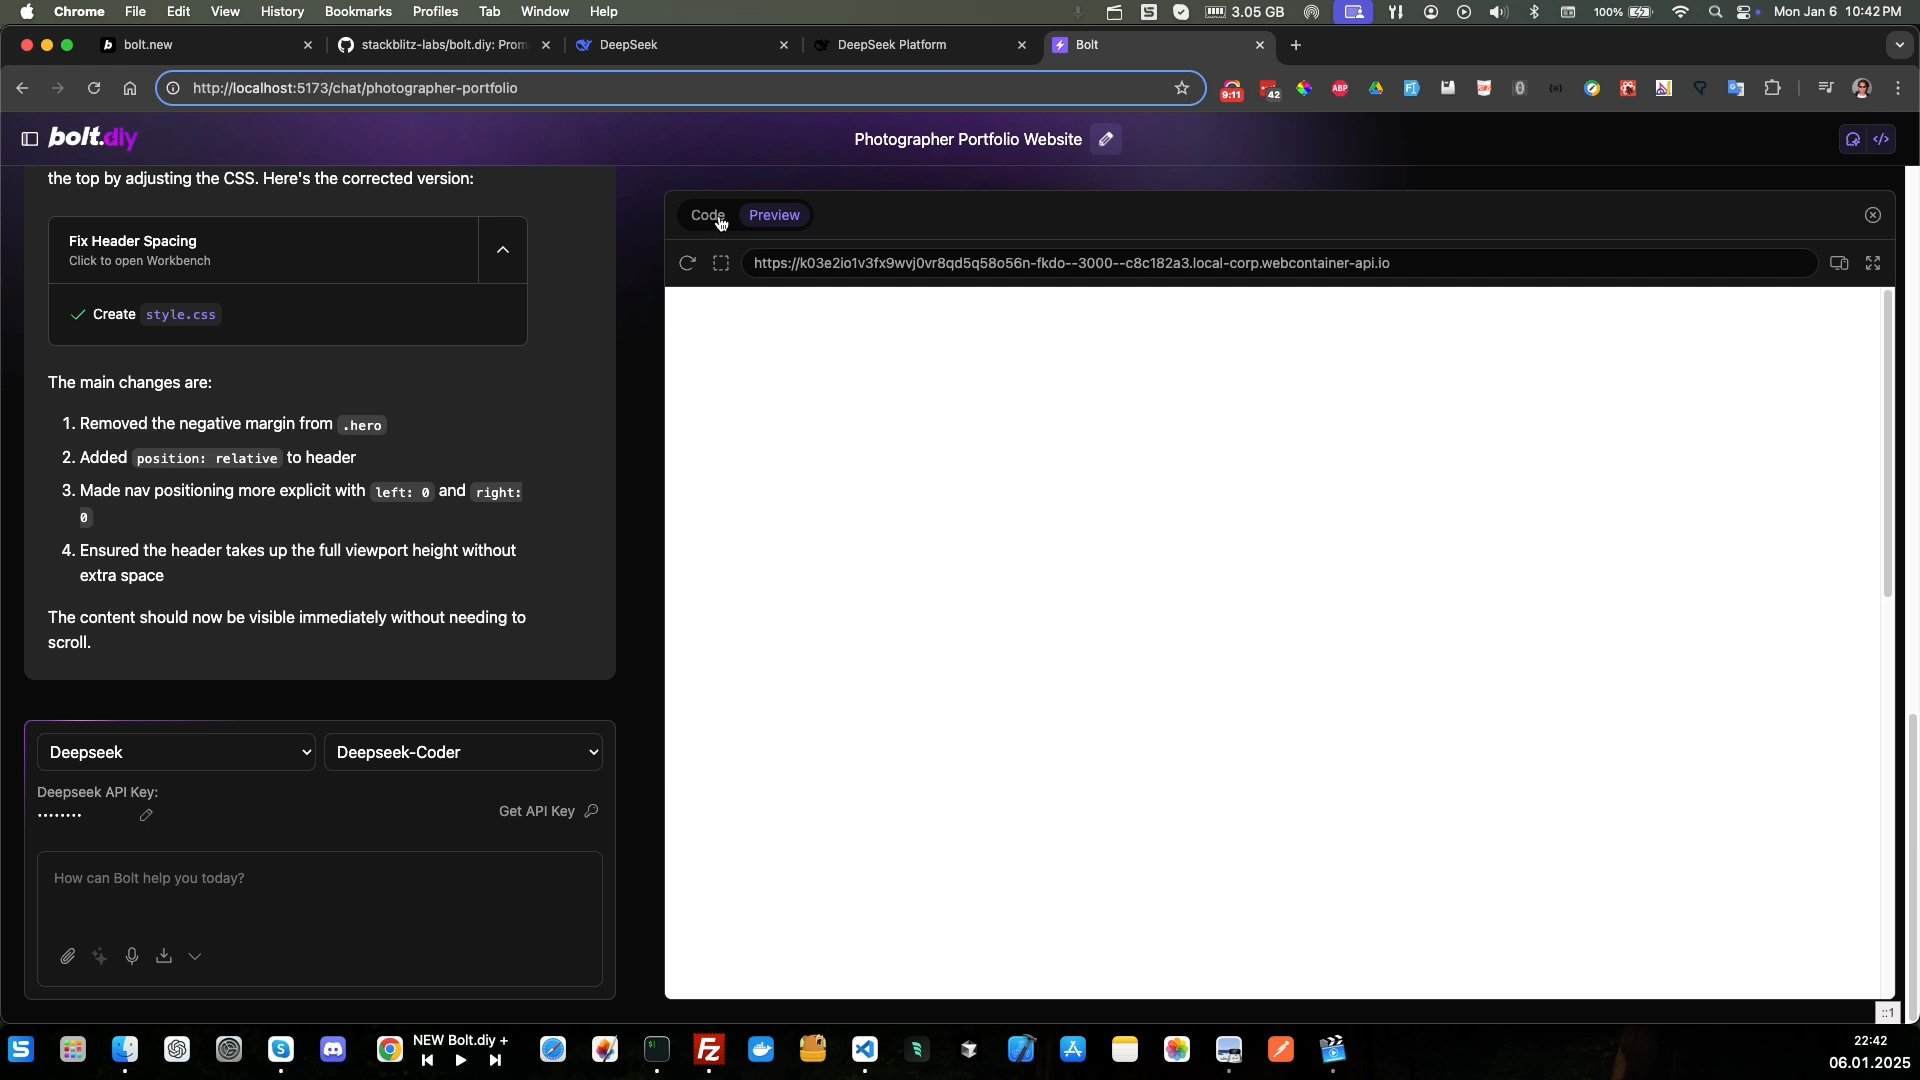 Chrome File Edit View History Bookmarks Profiles Tab Window Help 3.05 GB 100% Mon Jan 6 10:42 PM
bolt.new stackblitz-labs/bolt.diy: Prom DeepSeek DeepSeek Platform Bolt
http://localhost:5173/chat/photographer-portfolio 9:11 42 ABP
bolt.diy Photographer Portfolio Website
the top by adjusting the CSS. Here's the corrected version:
Fix Header Spacing
Click to open Workbench
Create style.css
The main changes are:
1. Removed the negative margin from .hero
2. Added position: relative to header
3. Made nav positioning more explicit with left: 0 and right:
0
4. Ensured the header takes up the full viewport height without
extra space
The content should now be visible immediately without needing to
scroll.
Deepseek Deepseek-Coder
Deepseek API Key:
•••••••• Get API Key
How can Bolt help you today?
Code Preview
https://k03e2io1v3fx9wvj0vr8qd5q58o56n-fkdo--3000--c8c182a3.local-corp.webcontainer-api.io
::1
NEW Bolt.diy +
22:42
06.01.2025